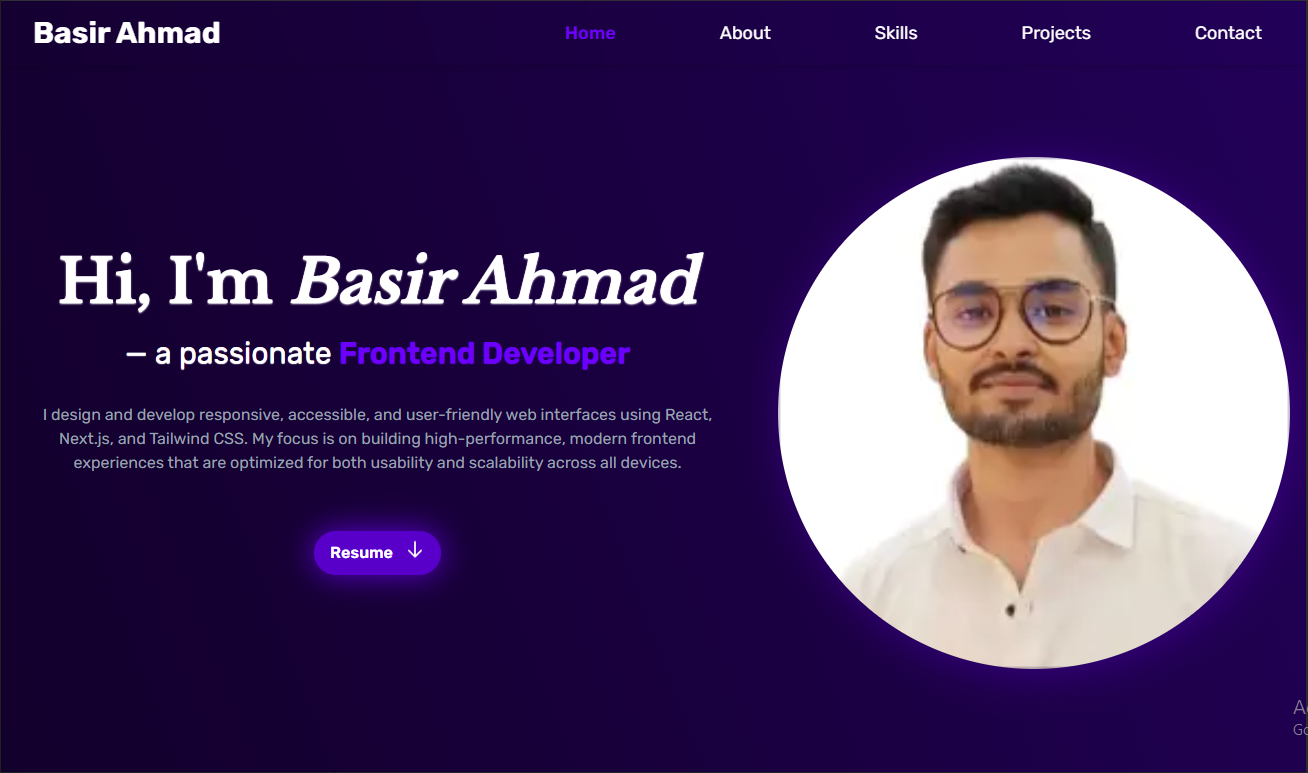 Basir Ahmad
Home
About
Skills
Projects
Contact
Hi, I'm Basir Ahmad
— a passionate Frontend Developer
I design and develop responsive, accessible, and user-friendly web interfaces using React,
Next.js, and Tailwind CSS. My focus is on building high-performance, modern frontend
experiences that are optimized for both usability and scalability across all devices.
Resume